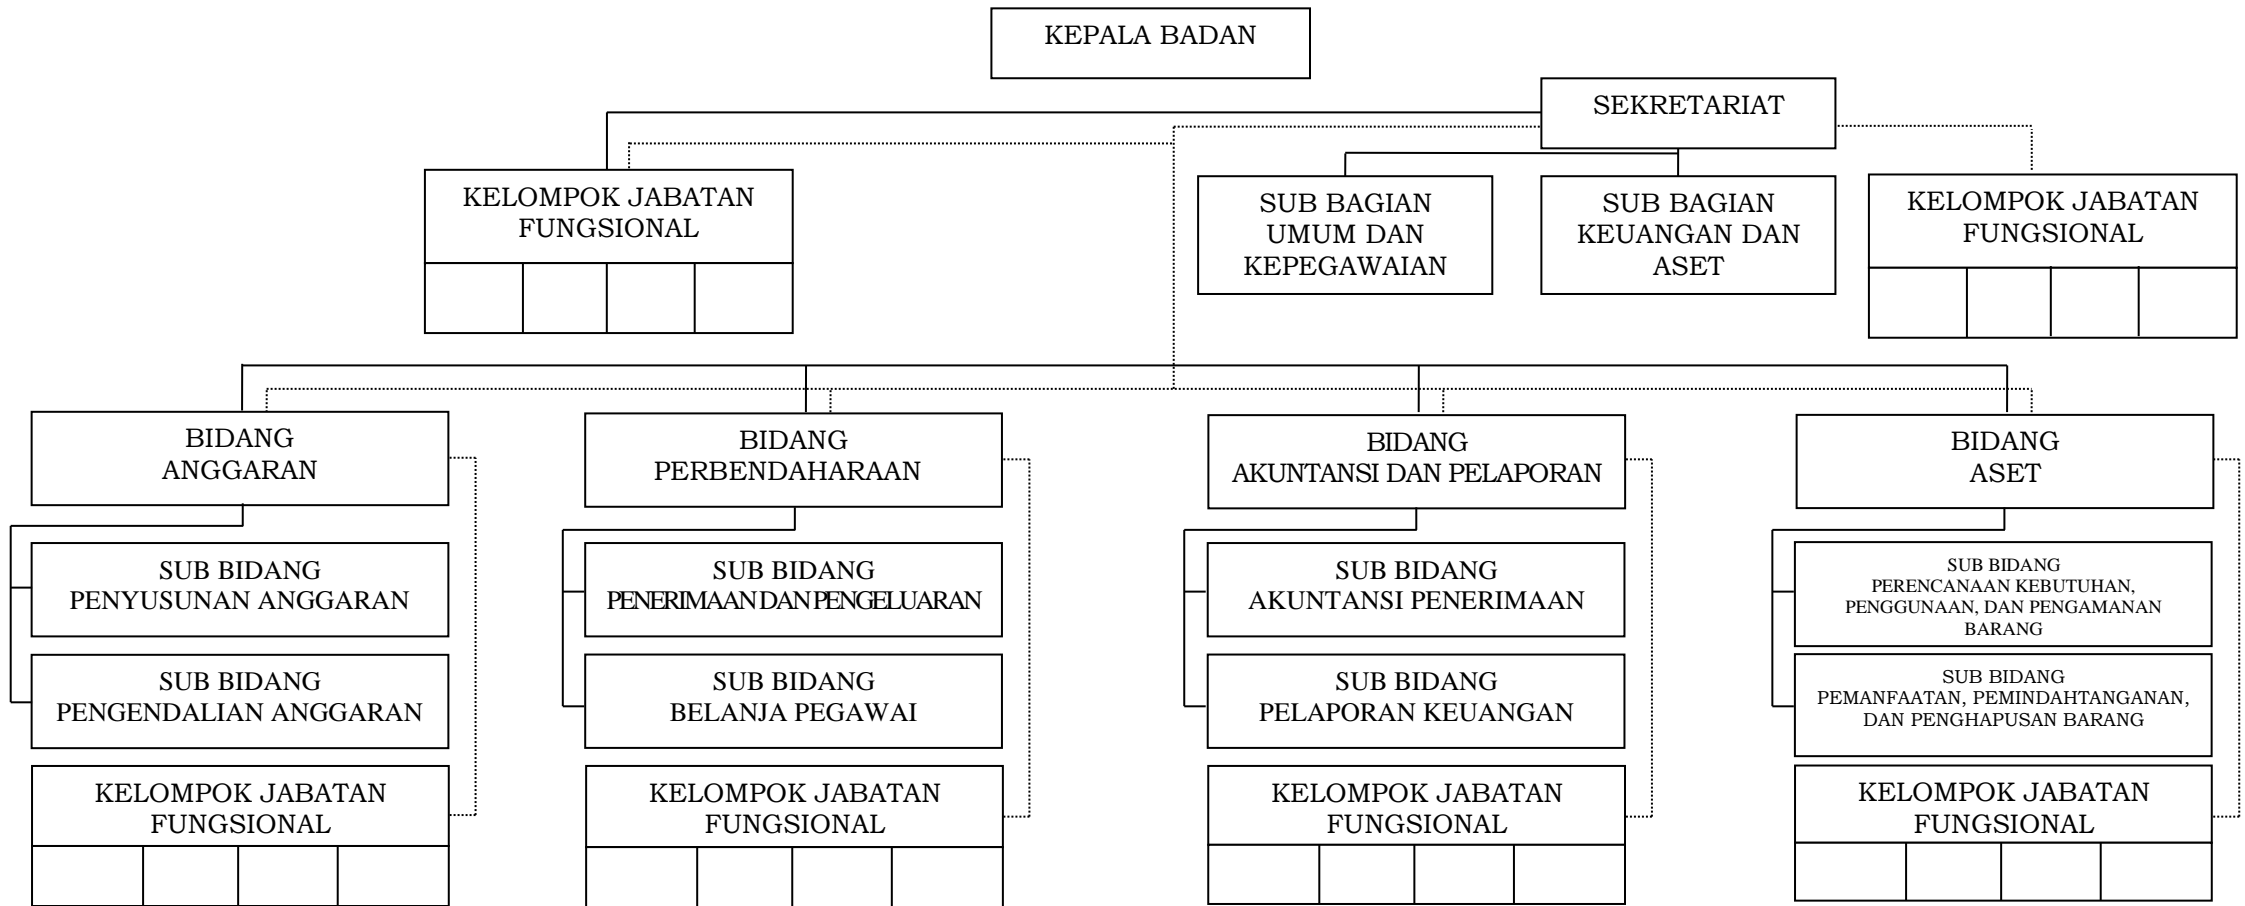 KEPALA BADAN
SEKRETARIAT
KELOMPOK JABATAN
FUNGSIONAL
SUB BAGIAN
UMUM DAN
KEPEGAWAIAN
SUB BAGIAN
KEUANGAN DAN
ASET
KELOMPOK JABATAN
FUNGSIONAL
BIDANG
ANGGARAN
BIDANG
PERBENDAHARAAN
BIDANG
AKUNTANSI DAN PELAPORAN
BIDANG
ASET
SUB BIDANG
PENYUSUNAN ANGGARAN
SUB BIDANG
PENERIMAAN DAN PENGELUARAN
SUB BIDANG
AKUNTANSI PENERIMAAN
SUB BIDANG
PERENCANAAN KEBUTUHAN,
PENGGUNAAN, DAN PENGAMANAN
BARANG
SUB BIDANG
PENGENDALIAN ANGGARAN
SUB BIDANG
BELANJA PEGAWAI
SUB BIDANG
PELAPORAN KEUANGAN
SUB BIDANG
PEMANFAATAN, PEMINDAHTANGANAN,
DAN PENGHAPUSAN BARANG
KELOMPOK JABATAN
FUNGSIONAL
KELOMPOK JABATAN
FUNGSIONAL
KELOMPOK JABATAN
FUNGSIONAL
KELOMPOK JABATAN
FUNGSIONAL